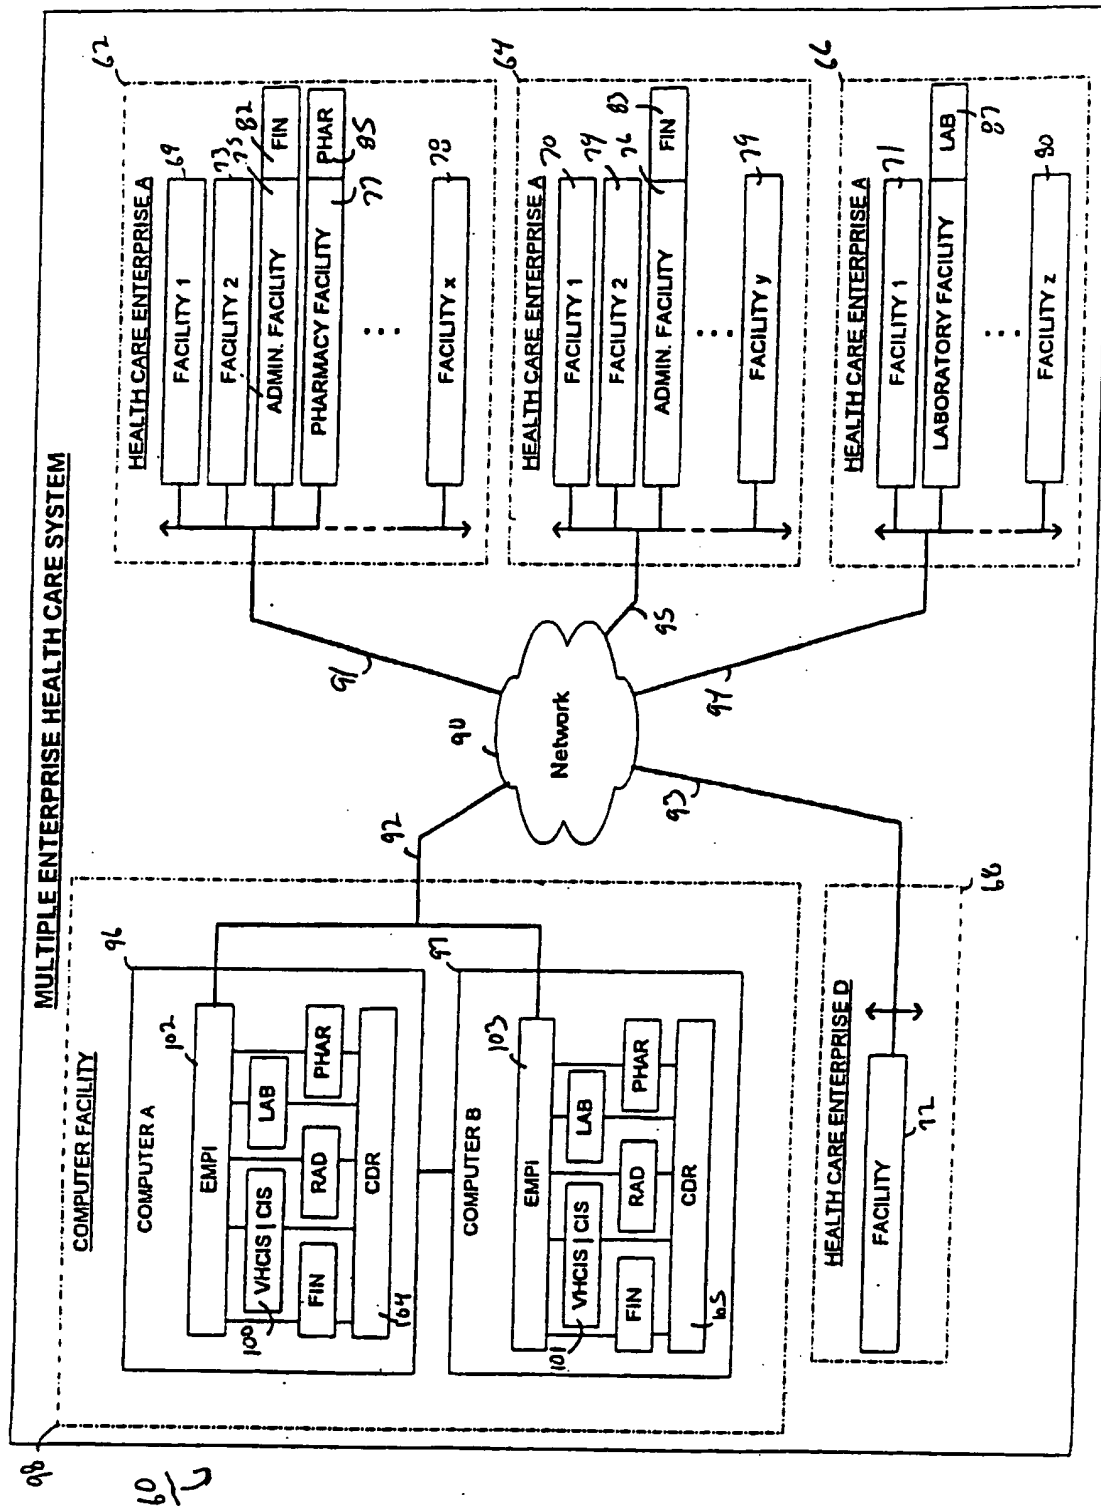 MULTIPLE ENTERPRISE HEALTH CARE SYSTEM
60
98
COMPUTER FACILITY
COMPUTER A
96
EMPI
102
VHCIS | CIS
100
LAB
FIN
RAD
PHAR
CDR
104
COMPUTER B
97
EMPI
103
VHCIS | CIS
101
LAB
FIN
RAD
PHAR
CDR
105
HEALTH CARE ENTERPRISE D
68
FACILITY
72
Network
90
91
92
93
94
95
62
HEALTH CARE ENTERPRISE A
FACILITY 1
69
FACILITY 2
73
75
ADMIN. FACILITY
FIN
82
PHARMACY FACILITY
77
PHAR
85
FACILITY x
78
64
HEALTH CARE ENTERPRISE A
FACILITY 1
70
FACILITY 2
74
ADMIN. FACILITY
76
FIN
83
FACILITY y
79
66
HEALTH CARE ENTERPRISE A
FACILITY 1
71
LABORATORY FACILITY
LAB
87
FACILITY z
80